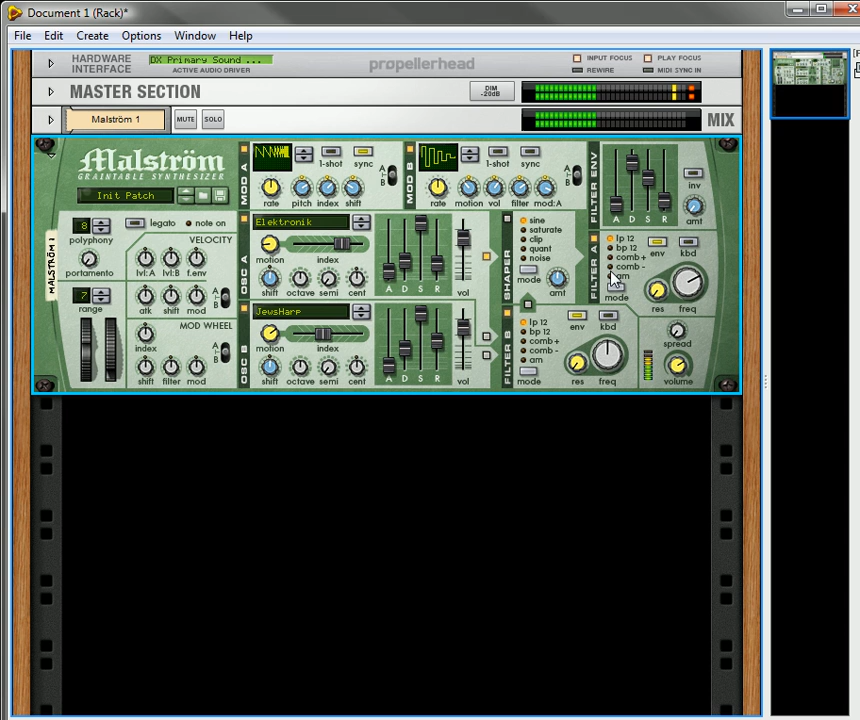 Document 1 (Rack)*
File Edit Create Options Window Help
HARDWARE INTERFACE
DX Primary Sound ...
ACTIVE AUDIO DRIVER
propellerhead
INPUT FOCUS PLAY FOCUS
REWIRE MIDI SYNC IN
MASTER SECTION
DIM -20dB
Malström 1
MUTE SOLO
MIX
Malström
GRAINTABLE SYNTHESIZER
Init Patch
MALSTRÖM 1
8
polyphony
legato note on
portamento
VELOCITY
lvl:A lvl:B f.env
7
range
atk shift mod
A
B
MOD WHEEL
index
A
B
shift filter mod
MOD A
1-shot sync
rate pitch index shift
A
B
MOD B
1-shot sync
rate motion vol filter mod:A
A
B
FILTER ENV
A D S R
inv
amt
OSC A
Elektronik
motion index
shift octave semi cent
A D S R
vol
SHAPER
sine
saturate
clip
quant
noise
mode amt
FILTER A
lp 12
bp 12
comb +
comb -
am
mode
env kbd
res freq
OSC B
JewsHarp
motion index
shift octave semi cent
A D S R
vol
FILTER B
lp 12
bp 12
comb +
comb -
am
mode
env kbd
res freq
spread
volume